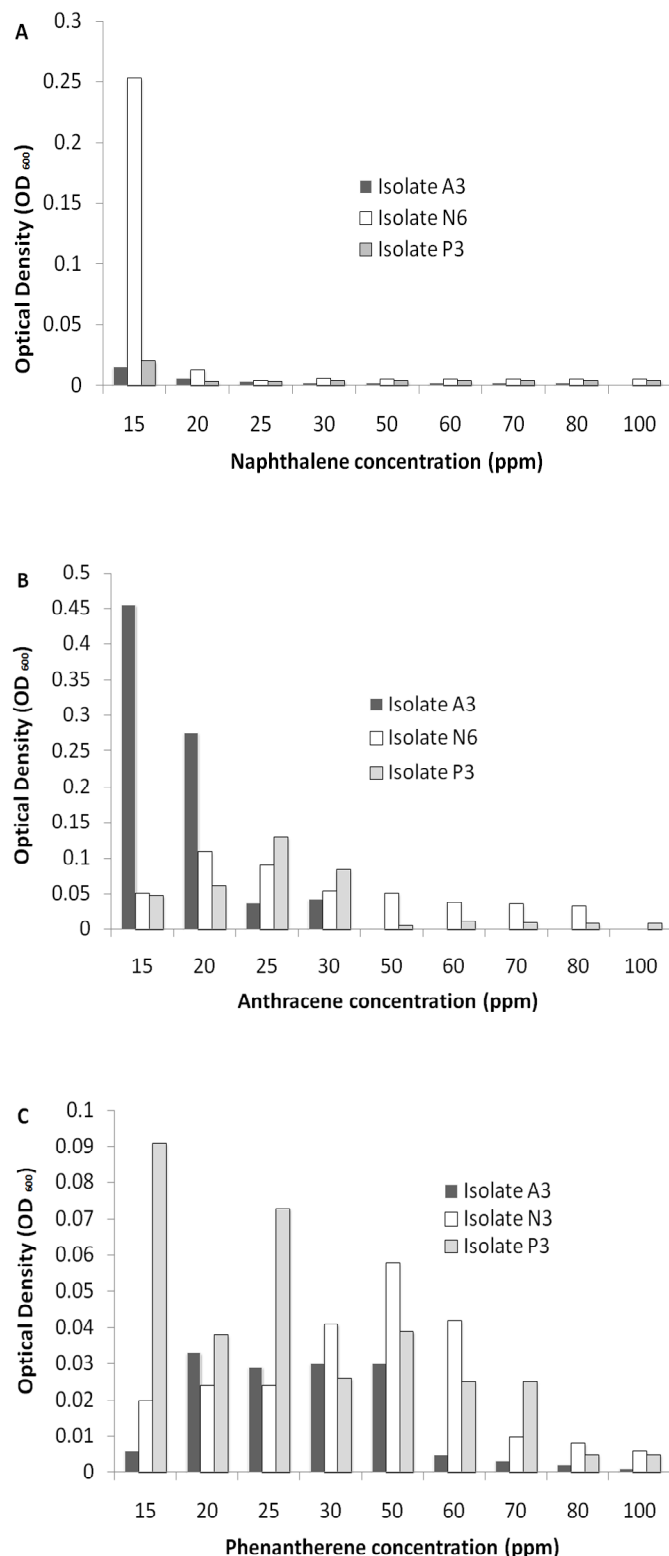 A
Optical Density (OD 600)
0.3
0.25
0.2
0.15
0.1
0.05
0
Isolate A3
Isolate N6
Isolate P3
15 20 25 30 50 60 70 80 100
Naphthalene concentration (ppm)
B
Optical Density (OD 600)
0.5
0.45
0.4
0.35
0.3
0.25
0.2
0.15
0.1
0.05
0
Isolate A3
Isolate N6
Isolate P3
15 20 25 30 50 60 70 80 100
Anthracene concentration (ppm)
C
Optical Density (OD 600)
0.1
0.09
0.08
0.07
0.06
0.05
0.04
0.03
0.02
0.01
0
Isolate A3
Isolate N3
Isolate P3
15 20 25 30 50 60 70 80 100
Phenantherene concentration (ppm)